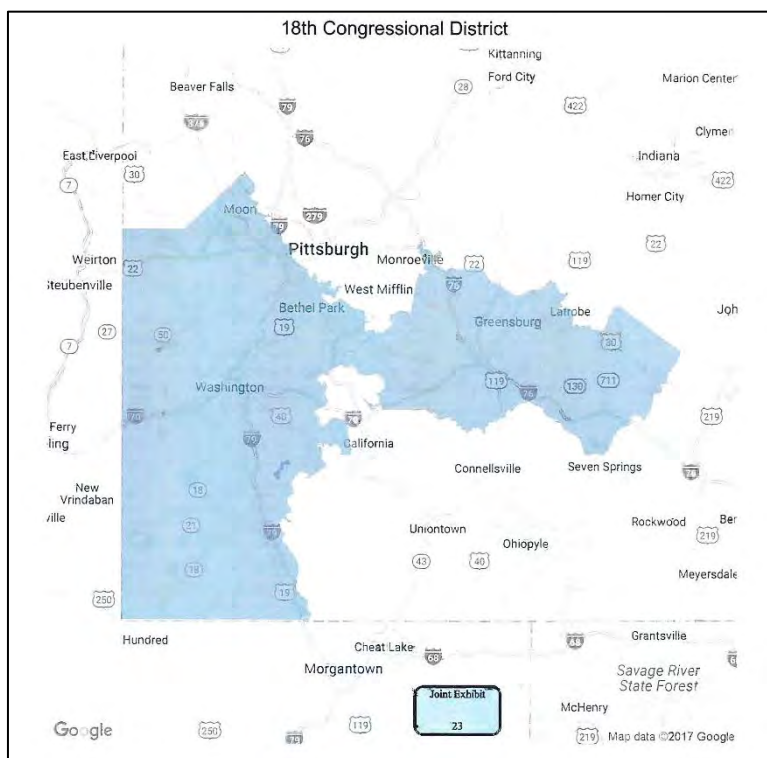 18th Congressional District
Kittanning
Ford City
28
Marion Center
Beaver Falls
79
422
376
76
Clymer
East Liverpool
30
7
Indiana
422
Homer City
Moon
79
279
22
Pittsburgh
Monroeville
Weirton
22
22
119
Steubenville
76
West Mifflin
Bethel Park
Latrobe
Joh
19
Greensburg
27
50
30
7
Washington
119
130
711
76
70
40
219
Ferry
ling
79
California
Connellsville
Seven Springs
New
Vrindaban
ville
18
21
Uniontown
Ohiopyle
Rockwood
Ber
219
79
43
40
18
Meyersdale
250
19
Hundred
Cheat Lake
68
68
Grantsville
Morgantown
Savage River
State Forest
Joint Exhibit
23
McHenry
Google
250
79
119
219
Map data ©2017 Google